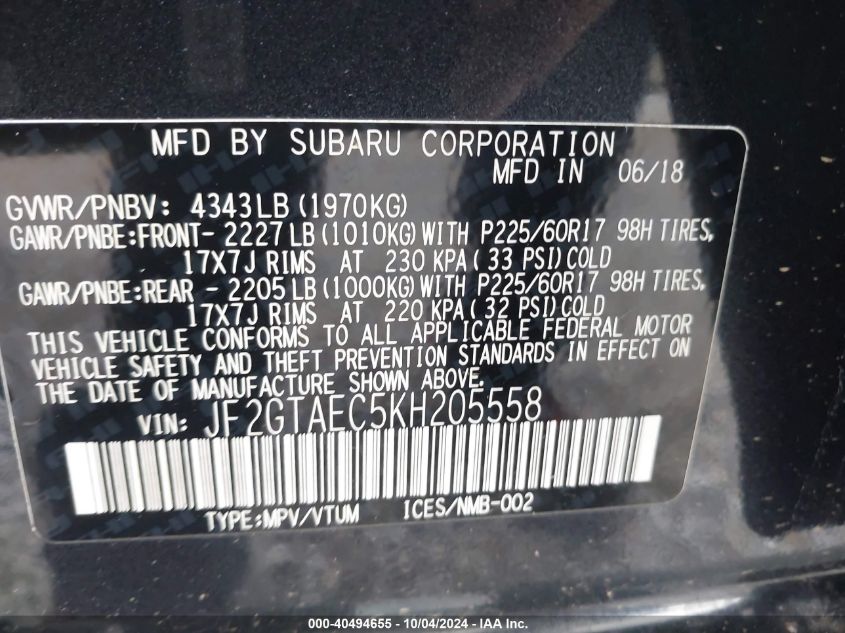 MFD BY SUBARU CORPORATION
MFD IN 06/18
GVWR/PNBV: 4343LB (1970KG)
GAWR/PNBE:FRONT- 2227LB (1010KG) WITH P225/60R17 98H TIRES,
17X7J RIMS AT 230 KPA (33 PSI) COLD
GAWR/PNBE:REAR - 2205LB (1000KG) WITH P225/60R17 98H TIRES,
17X7J RIMS AT 220 KPA (32 PSI) COLD
THIS VEHICLE CONFORMS TO ALL APPLICABLE FEDERAL MOTOR
VEHICLE SAFETY AND THEFT PREVENTION STANDARDS IN EFFECT ON
THE DATE OF MANUFACTURE SHOWN ABOVE.
VIN: JF2GTAEC5KH205558
TYPE:MPV/VTUM ICES/NMB-002
000-40494655 - 10/04/2024 - IAA Inc.